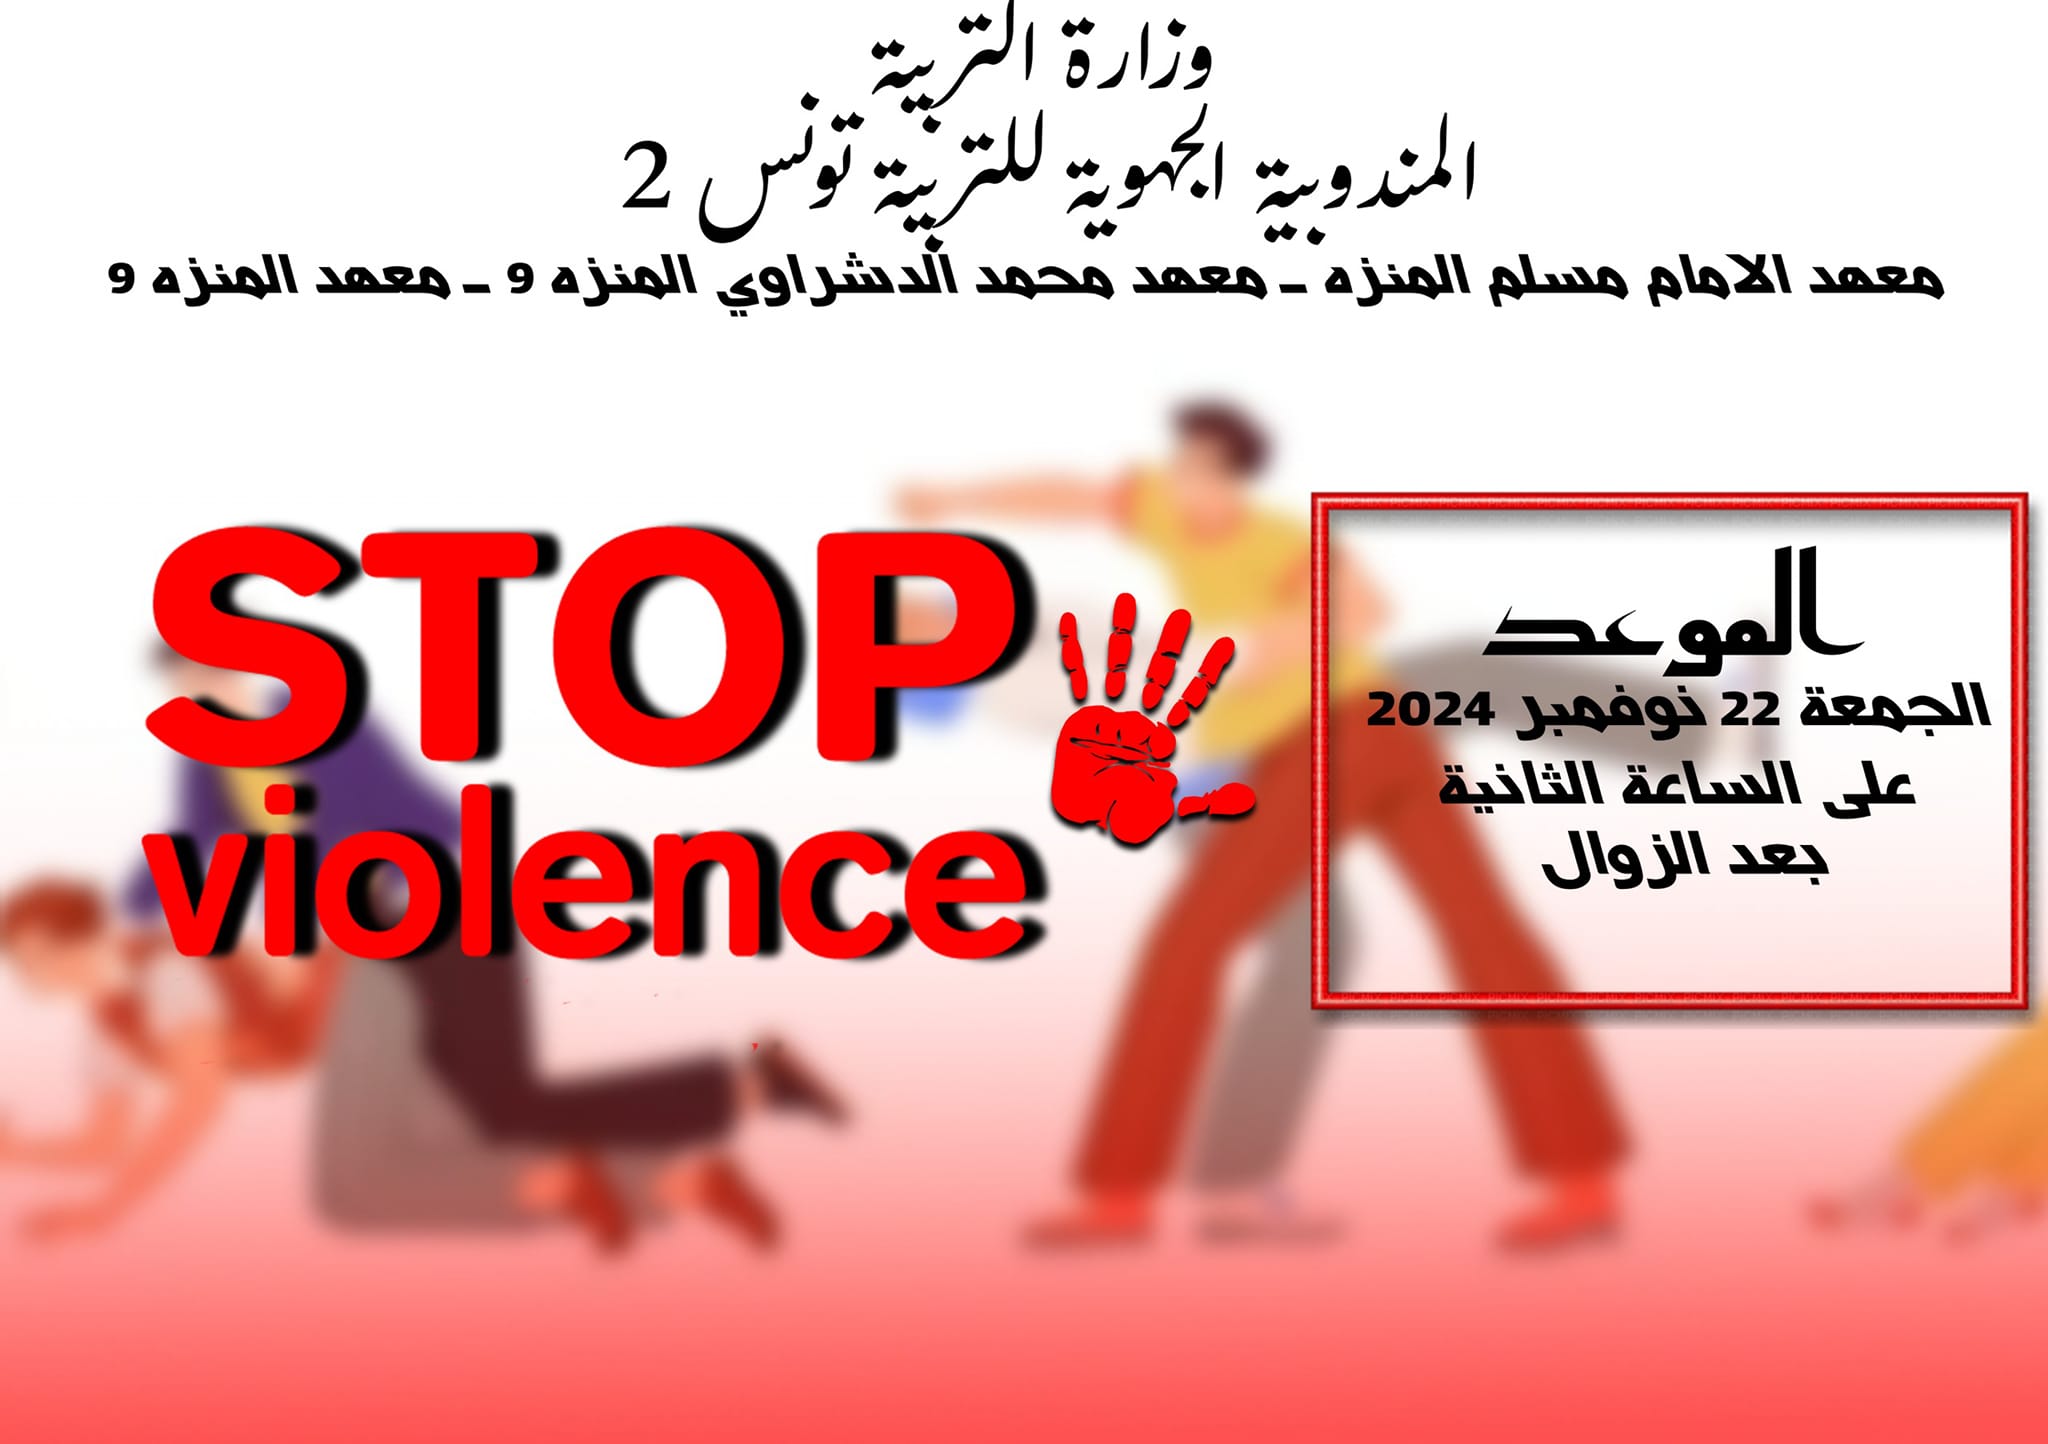 وزارة التربية
المندوبية الجهوية للتربية تونس 2
معهد الامام مسلم المنزه ـ معهد محمد الدشراوي المنزه 9 ـ معهد المنزه 9
STOP
violence
الموعد
الجمعة 22 نوفمبر 2024
على الساعة الثانية
بعد الزوال